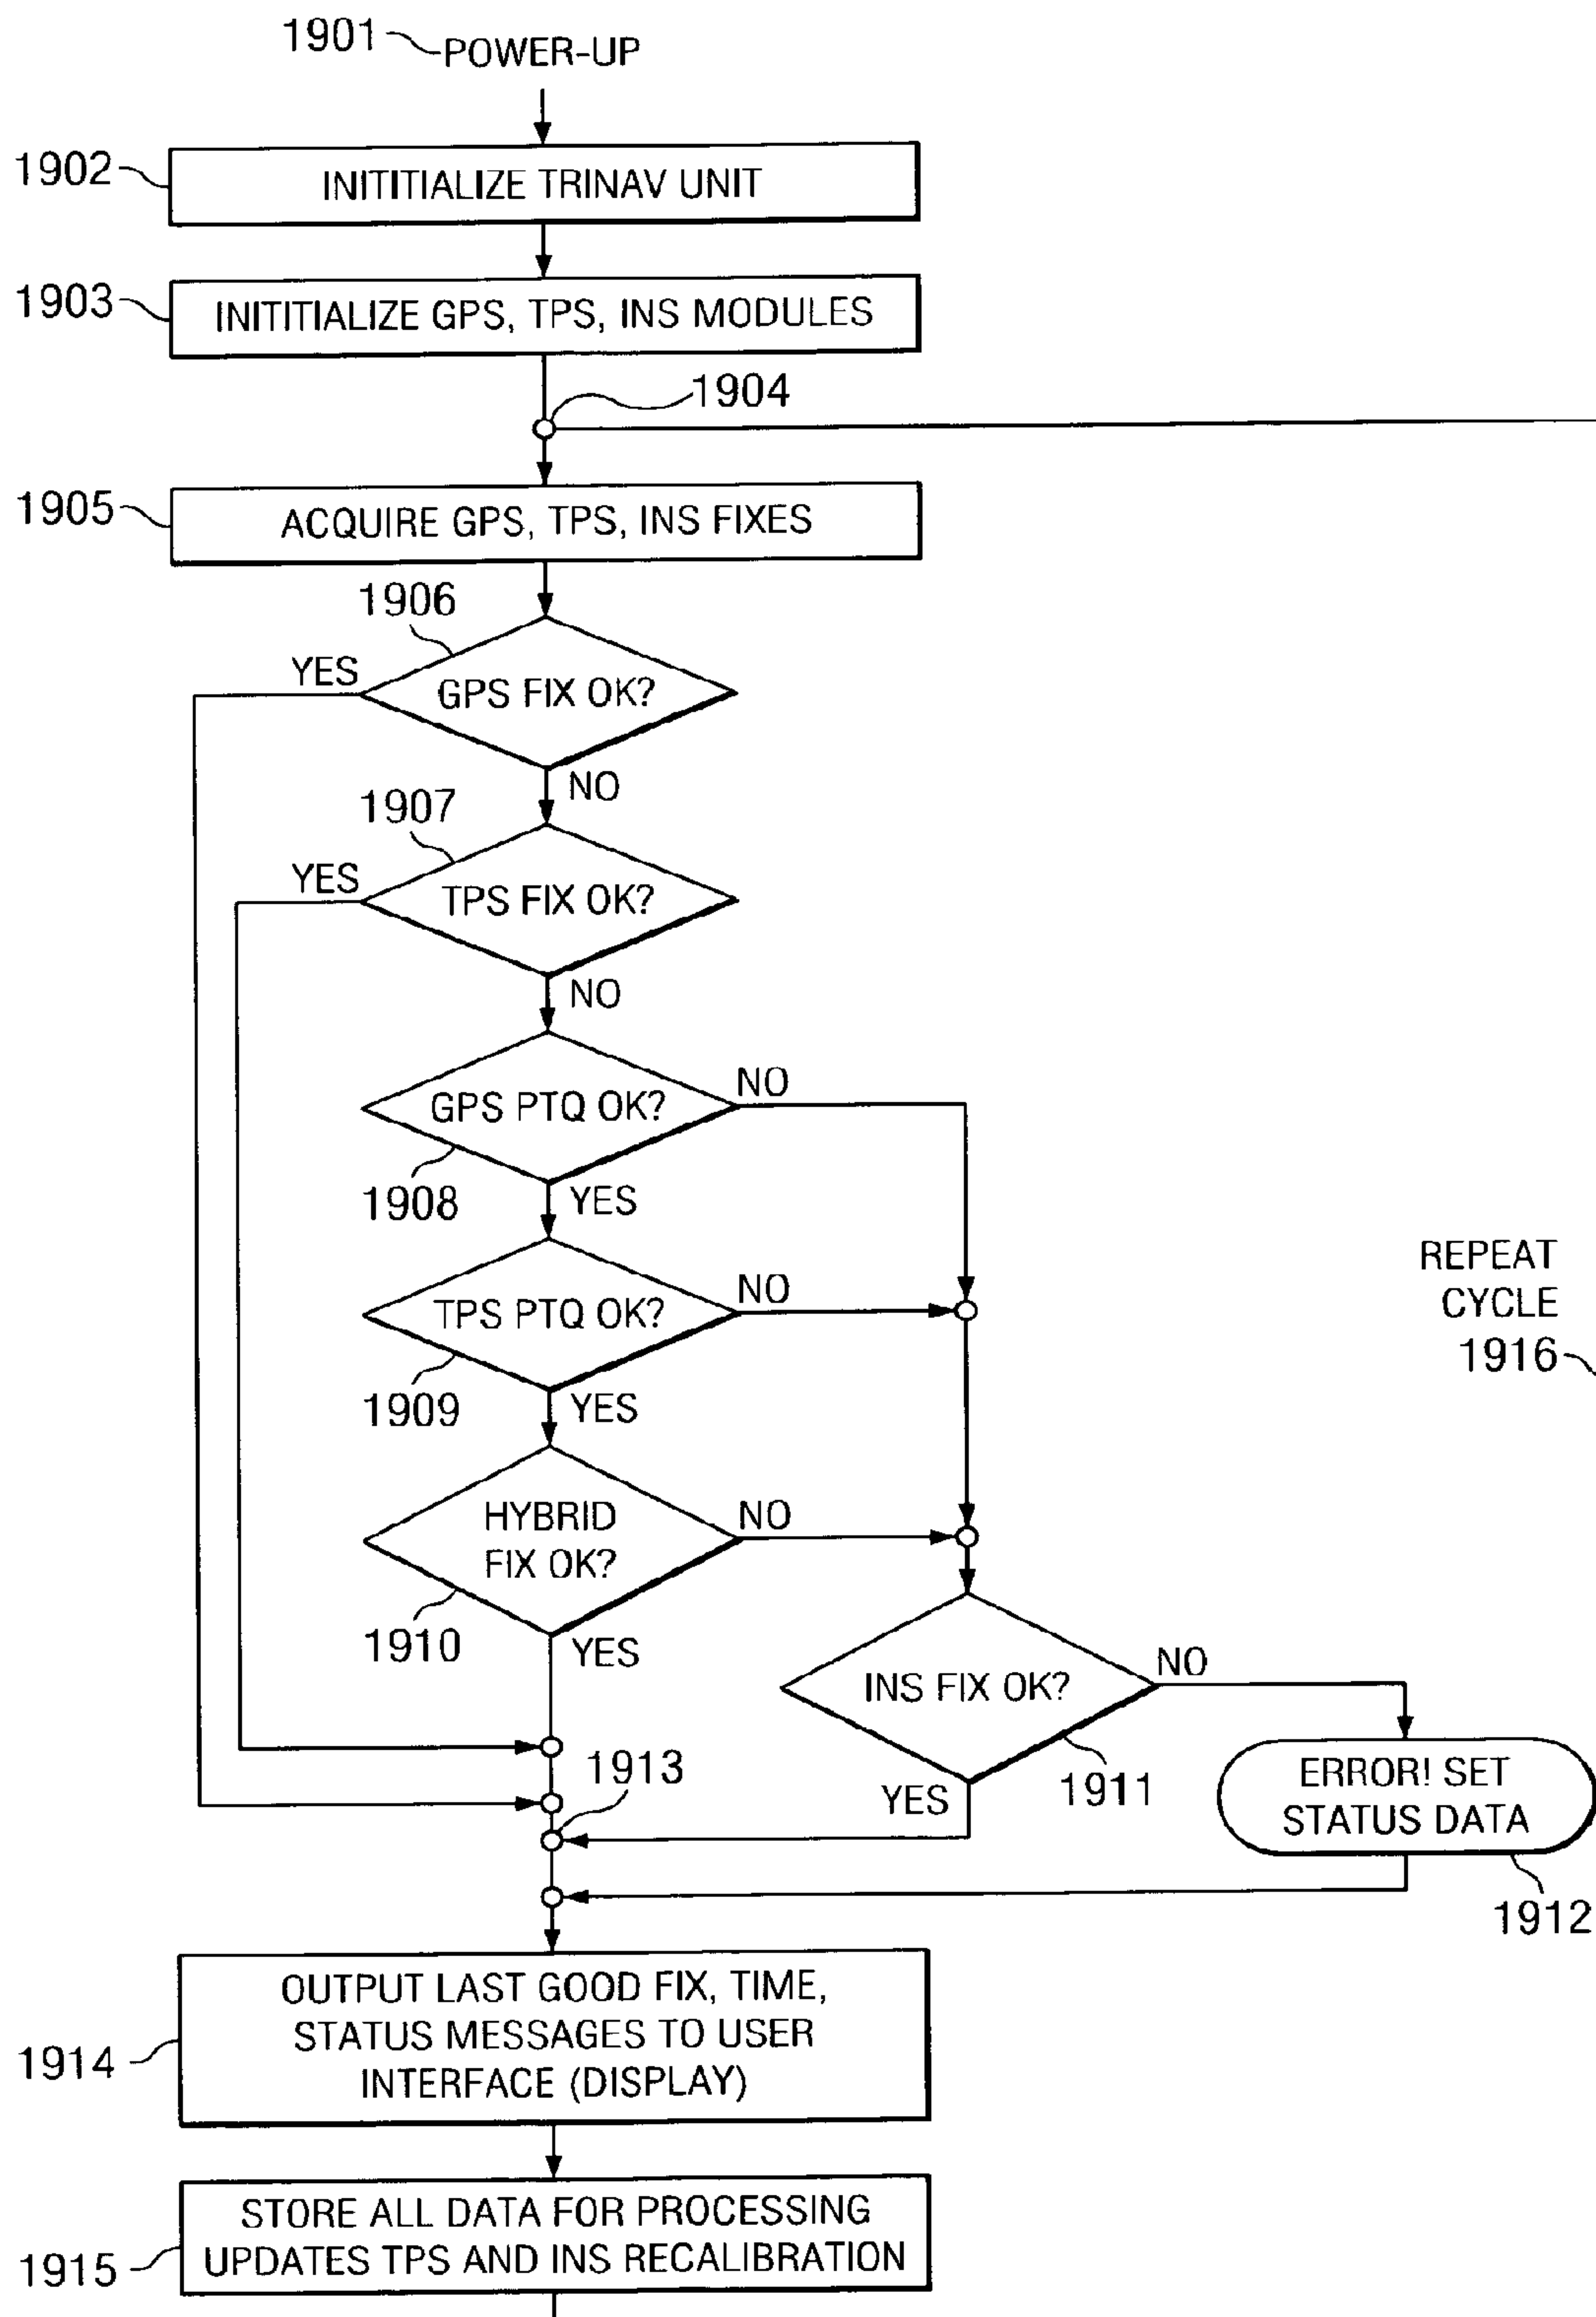 1901
POWER-UP
1902
INITITIALIZE TRINAV UNIT
1903
INITITIALIZE GPS, TPS, INS MODULES
1904
1905
ACQUIRE GPS, TPS, INS FIXES
1906
YES
GPS FIX OK?
NO
1907
YES
TPS FIX OK?
NO
GPS PTQ OK?
NO
1908
YES
TPS PTQ OK?
NO
1909
YES
REPEAT
CYCLE
1916
HYBRID
FIX OK?
NO
1910
YES
INS FIX OK?
NO
1911
YES
1913
ERROR! SET
STATUS DATA
1912
OUTPUT LAST GOOD FIX, TIME,
STATUS MESSAGES TO USER
INTERFACE (DISPLAY)
1914
STORE ALL DATA FOR PROCESSING
UPDATES TPS AND INS RECALIBRATION
1915